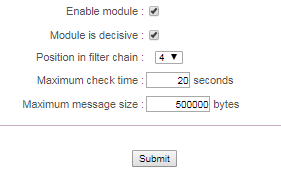 Enable module :
Module is decisive :
Position in filter chain : 4
Maximum check time : 20 seconds
Maximum message size : 500000 bytes
Submit